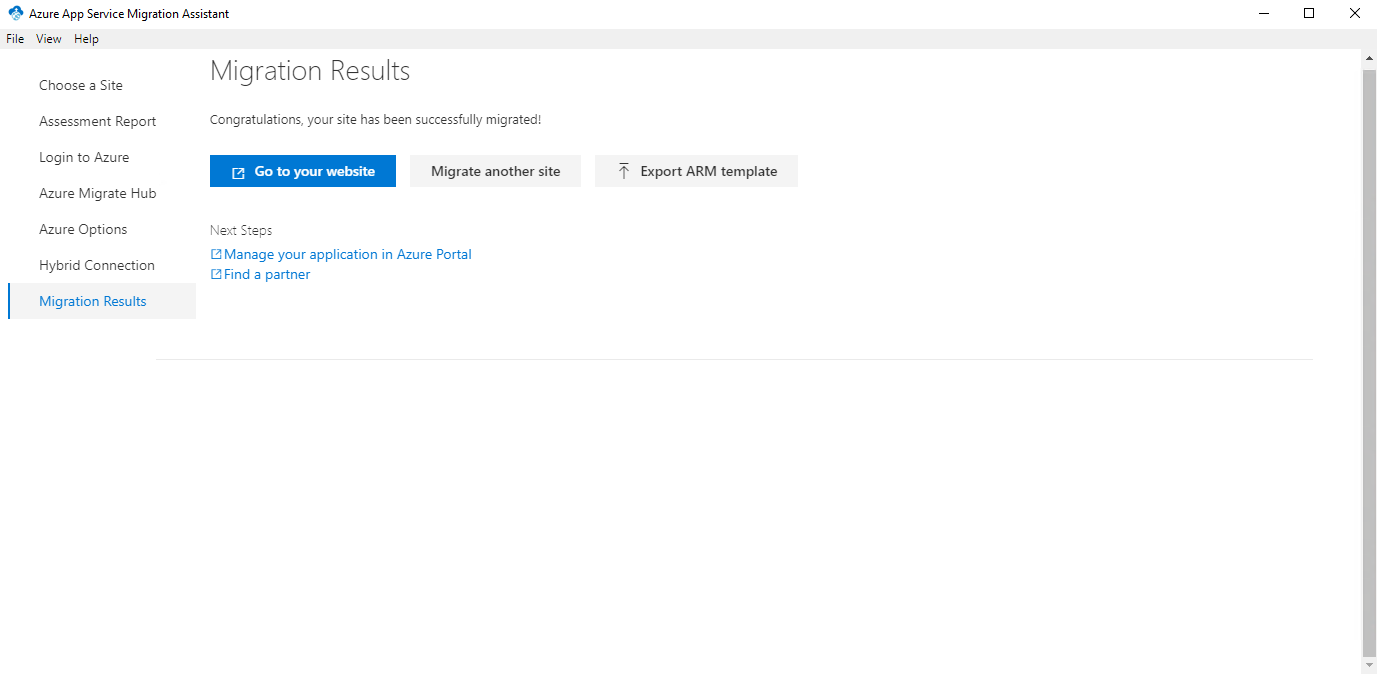 Azure App Service Migration Assistant
File View Help
Choose a Site
Assessment Report
Login to Azure
Azure Migrate Hub
Azure Options
Hybrid Connection
Migration Results
Migration Results
Congratulations, your site has been successfully migrated!
Go to your website
Migrate another site
Export ARM template
Next Steps
Manage your application in Azure Portal
Find a partner